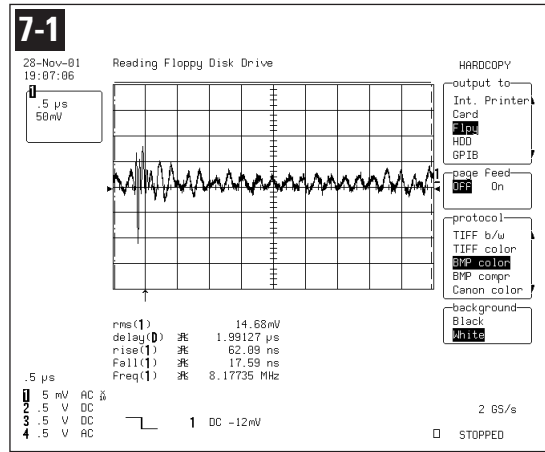 7-1
28-Nov-01
19:07:06
Reading Floppy Disk Drive
1
.5 µs
50mV
HARDCOPY
output to
Int. Printer
Card
Flpy
HDD
GPIB
page Feed
Off On
protocol
TIFF b/w
TIFF color
BMP color
BMP compr
Canon color
background
Black
White
1
rms(1) 14.68mV
delay(1) 1.99127 µs
rise(1) 62.09 ns
Fall(1) 17.59 ns
Freq(1) 8.17735 MHz
.5 µs
1 5 mV AC
2 .5 V DC
3 .5 V DC
4 .5 V AC
1 DC -12mV
2 GS/s
STOPPED